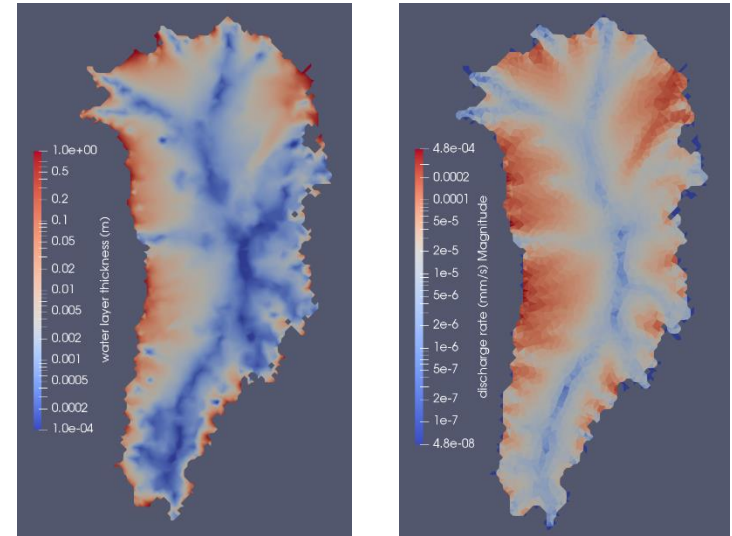 1.0e+00
0.5
0.2
0.1
0.05
0.02
0.01
0.005
0.002
0.001
0.0005
0.0002
1.0e-04
water layer thickness (m)
4.8e-04
0.0002
0.0001
5e-5
2e-5
1e-5
5e-6
2e-6
1e-6
5e-7
2e-7
1e-7
4.8e-08
discharge rate (mm/s) Magnitude